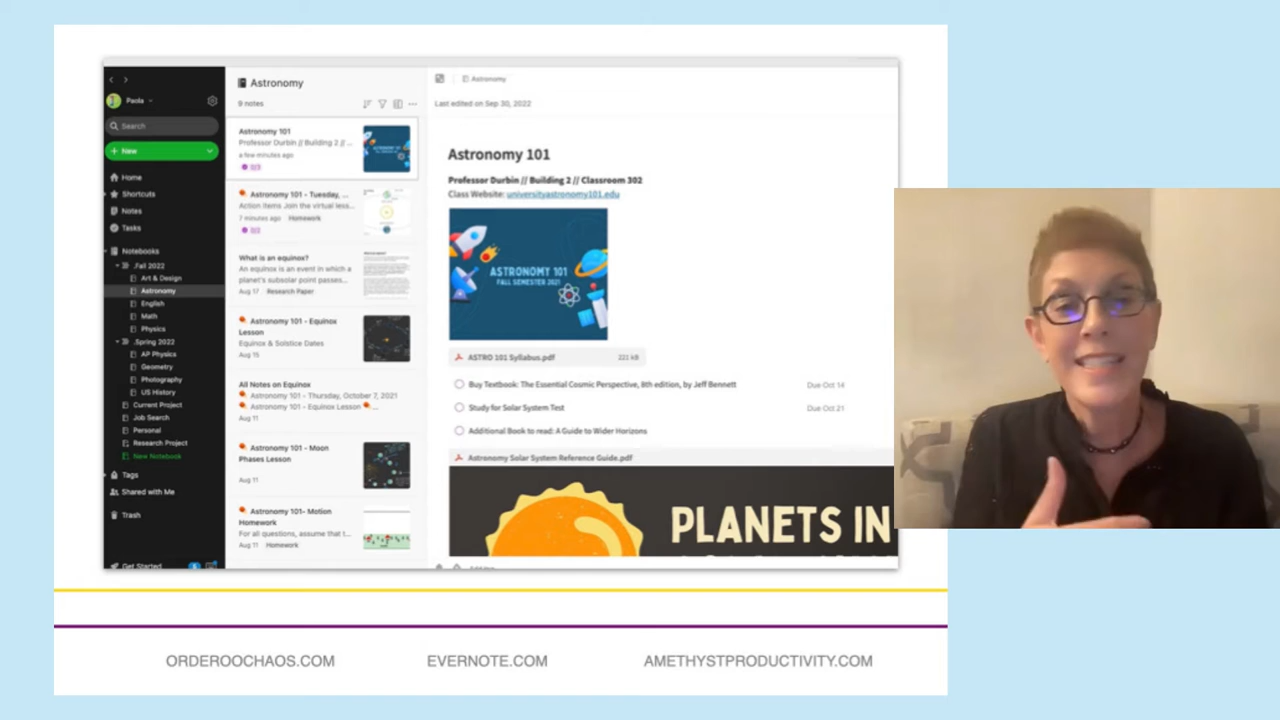 Paola
Search
+ New
Home
Shortcuts
Notes
Tasks
Notebooks
.Fall 2022
Art & Design
Astronomy
English
Math
Physics
.Spring 2022
AP Physics
Geometry
Photography
US History
Current Project
Job Search
Personal
Research Project
New Notebook
Tags
Shared with Me
Trash
Get Started
Astronomy
9 notes
Astronomy 101
Professor Durbin // Building 2 // ...
a few minutes ago
Astronomy 101 - Tuesday, ...
Action Items Join the virtual less...
7 minutes ago Homework
What is an equinox?
An equinox is an event in which a
planet's subsolar point passes...
Aug 17 Research Paper
Astronomy 101 - Equinox
Lesson
Equinox & Solstice Dates
Aug 15
All Notes on Equinox
Astronomy 101 - Thursday, October 7, 2021
Astronomy 101 - Equinox Lesson ...
Aug 11
Astronomy 101 - Moon
Phases Lesson
Aug 11
Astronomy 101- Motion
Homework
For all questions, assume that t...
Aug 11 Homework
Astronomy
Last edited on Sep 30, 2022
Astronomy 101
Professor Durbin // Building 2 // Classroom 302
Class Website: universityastronomy101.edu
ASTRONOMY 101
FALL SEMESTER 2021
ASTRO 101 Syllabus.pdf 221 kB
Buy Textbook: The Essential Cosmic Perspective, 8th edition, by Jeff Bennett Due Oct 14
Study for Solar System Test Due Oct 21
Additional Book to read: A Guide to Wider Horizons
Astronomy Solar System Reference Guide.pdf
PLANETS IN
ORDEROOCHAOS.COM
EVERNOTE.COM
AMETHYSTPRODUCTIVITY.COM